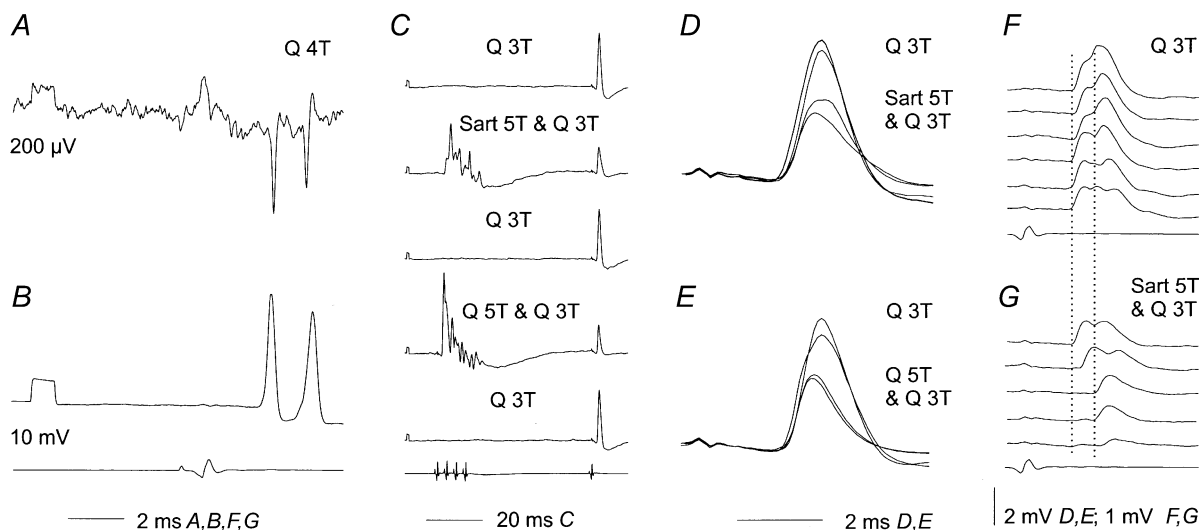 A
Q 4T
200 µV
B
10 mV
2 ms A,B,F,G
C
Q 3T
Sart 5T & Q 3T
Q 3T
Q 5T & Q 3T
Q 3T
20 ms C
D
Q 3T
Sart 5T
& Q 3T
E
Q 3T
Q 5T
& Q 3T
2 ms D,E
F
Q 3T
G
Sart 5T
& Q 3T
2 mV D,E; 1 mV F,G